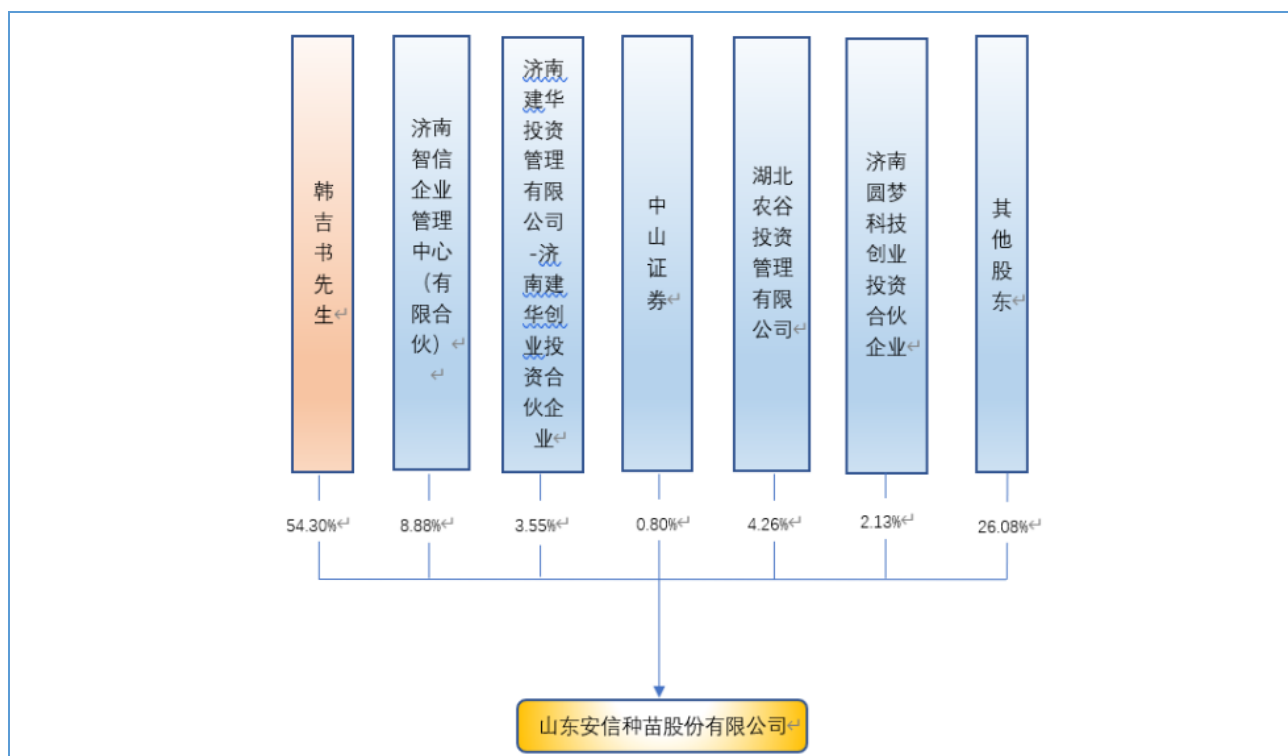 韩
吉
书
先
生
济南
智信
企业
管理
中心
（有
限合
伙）
济南
建华
投资
管理
有限
公司
-济
南建
华创
业投
资合
伙企
业
中
山
证
券
湖北
农谷
投资
管理
有限
公司
济南
圆梦
科技
创业
投资
合伙
企业
其
他
股
东
54.30%
8.88%
3.55%
0.80%
4.26%
2.13%
26.08%
山东安信种苗股份有限公司